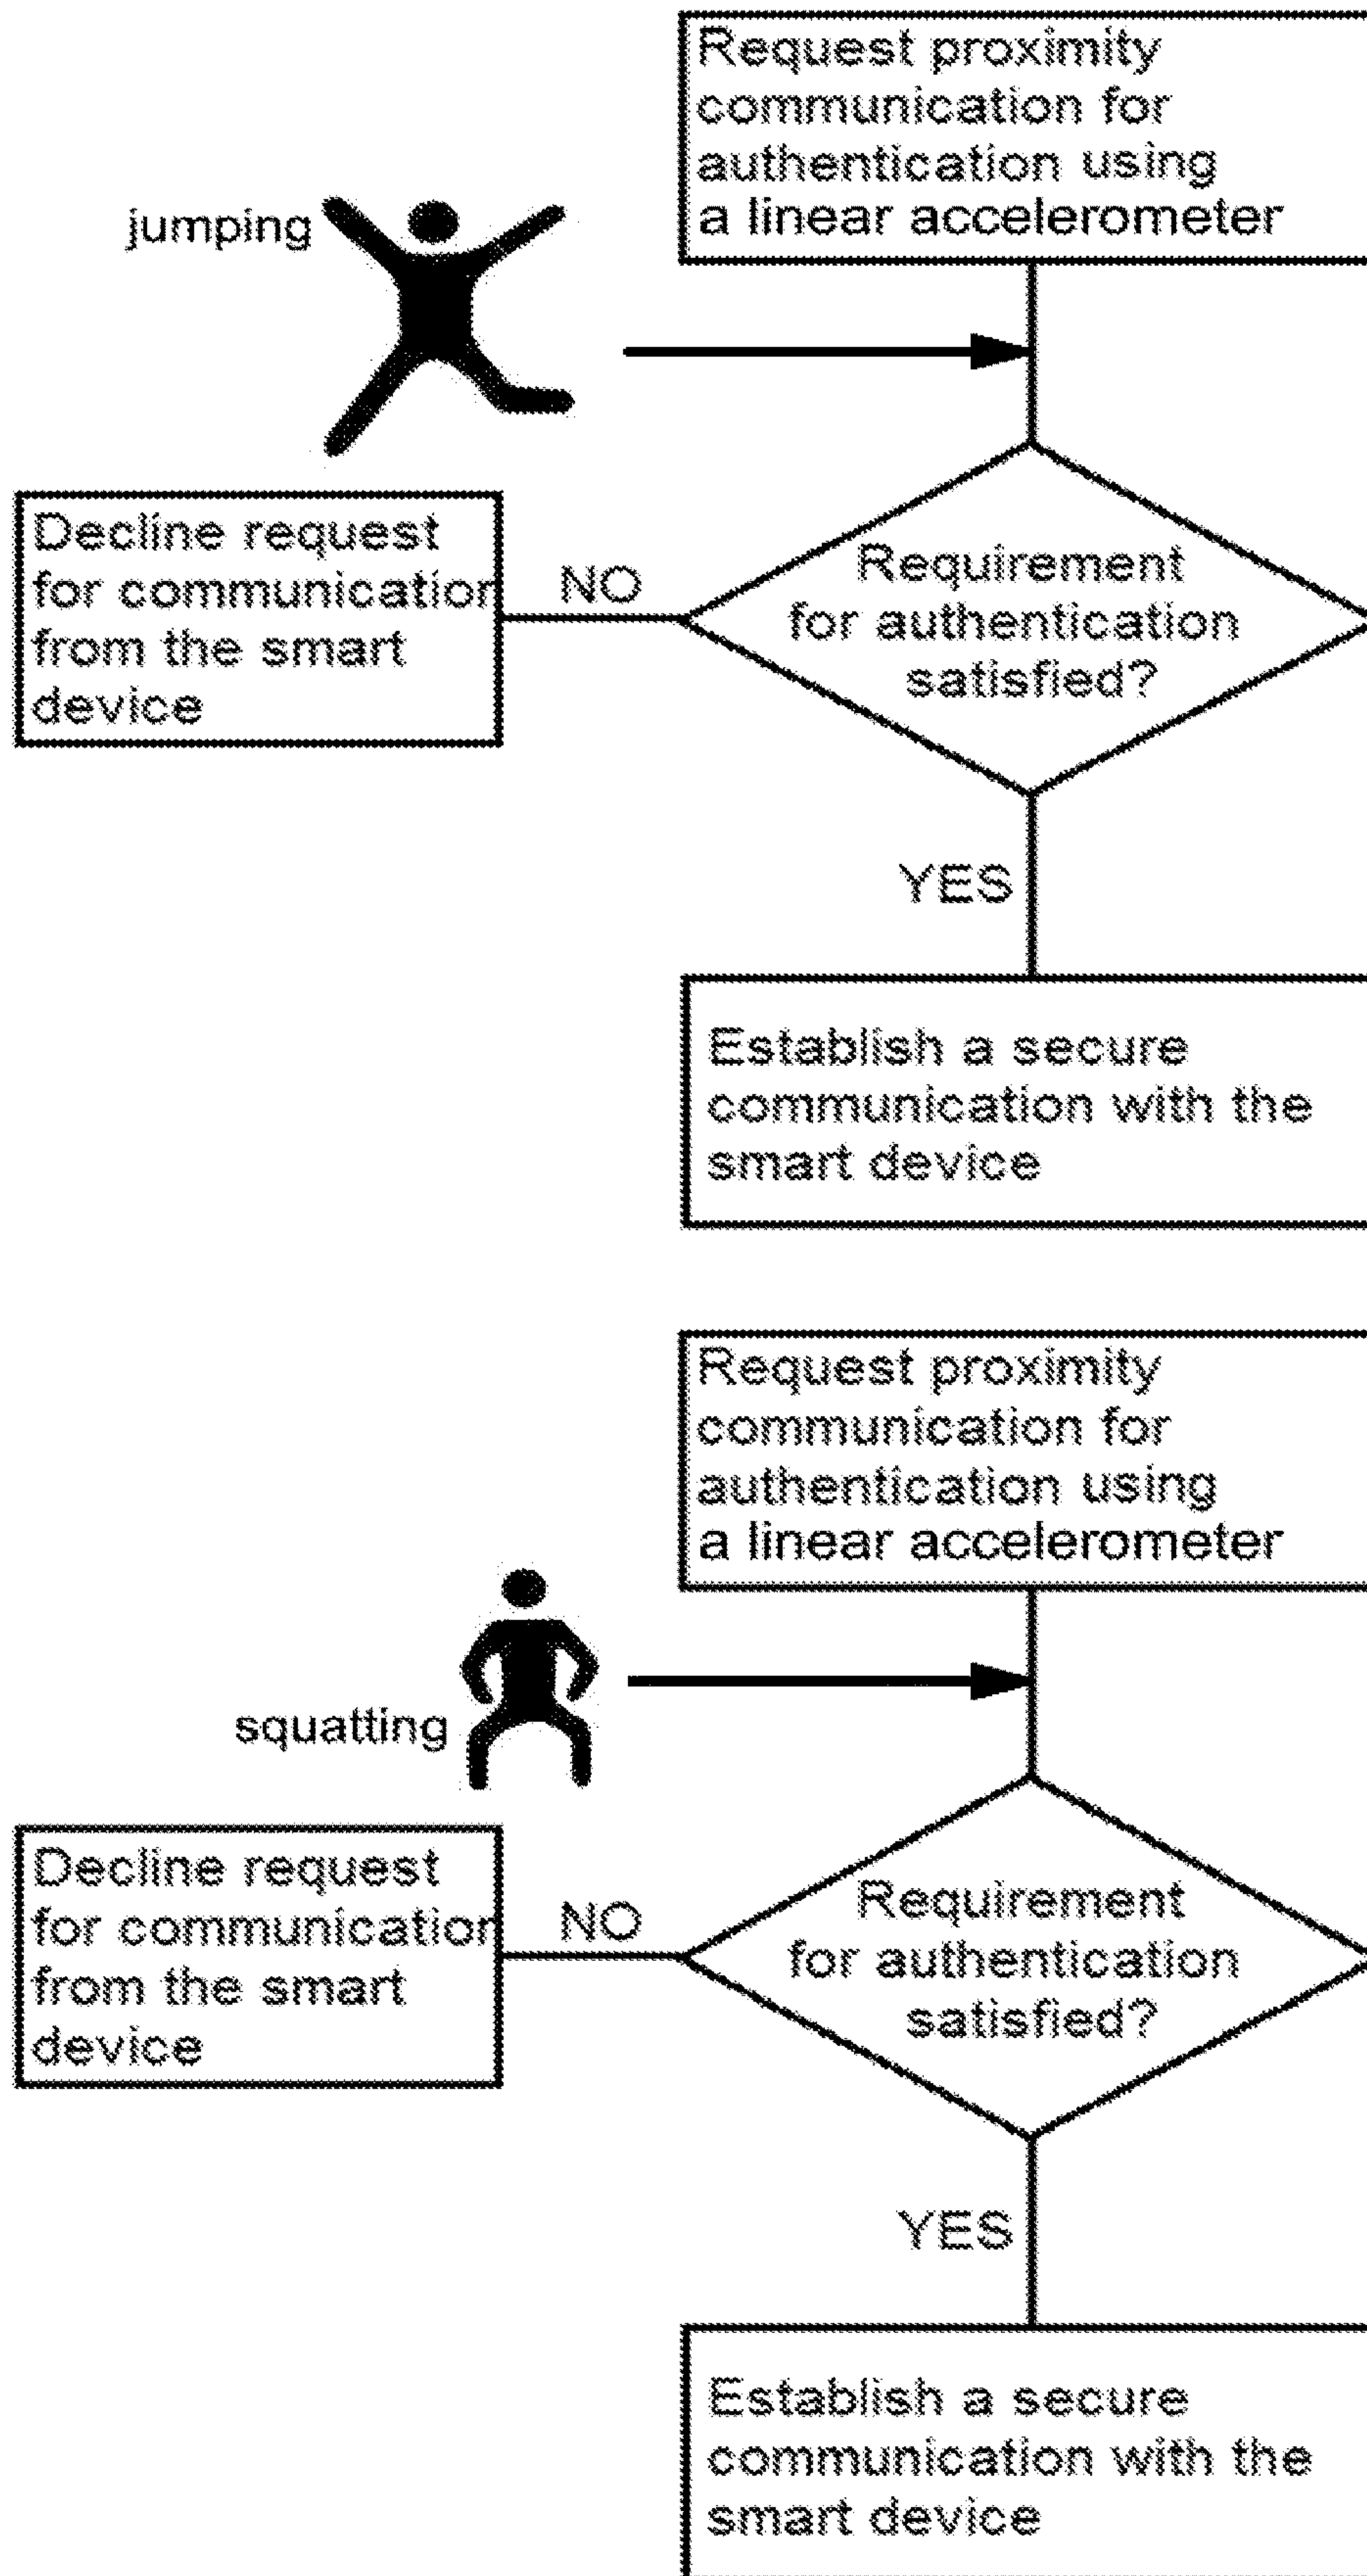 Request proximity
communication for
authentication using
a linear accelerometer
jumping
Decline request
for communication
from the smart
device
NO
Requirement
for authentication
satisfied?
YES
Establish a secure
communication with the
smart device
Request proximity
communication for
authentication using
a linear accelerometer
squatting
Decline request
for communication
from the smart
device
NO
Requirement
for authentication
satisfied?
YES
Establish a secure
communication with the
smart device